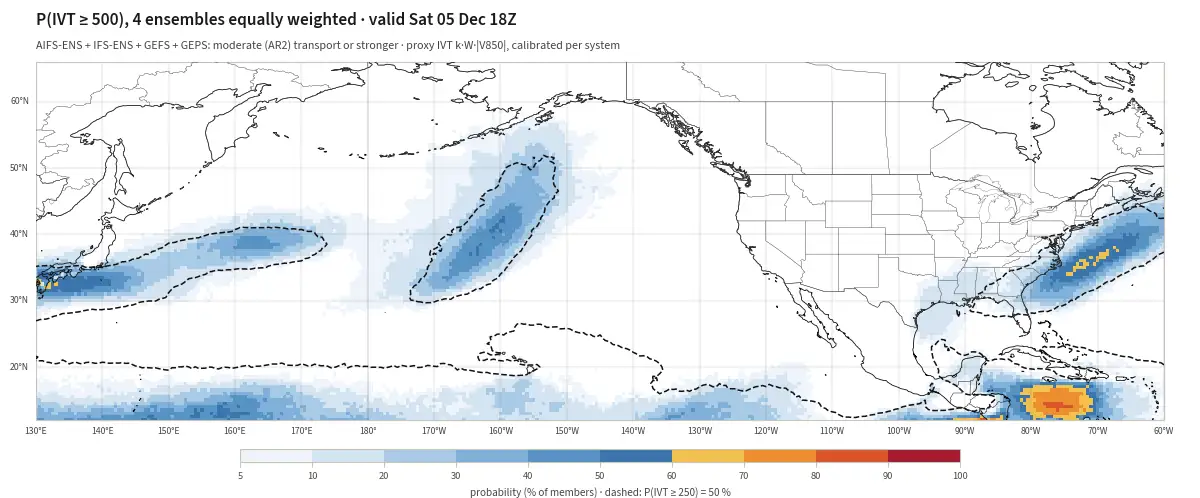 P(IVT ≥ 500), 4 ensembles equally weighted · valid Sat 05 Dec 18Z
AIFS-ENS + IFS-ENS + GEFS + GEPS: moderate (AR2) transport or stronger · proxy IVT k·W·|V850|, calibrated per system
60°N
50°N
40°N
30°N
20°N
130°E 140°E 150°E 160°E 170°E 180° 170°W 160°W 150°W 140°W 130°W 120°W 110°W 100°W 90°W 80°W 70°W 60°W
5 10 20 30 40 50 60 70 80 90 100
probability (% of members) · dashed: P(IVT ≥ 250) = 50 %